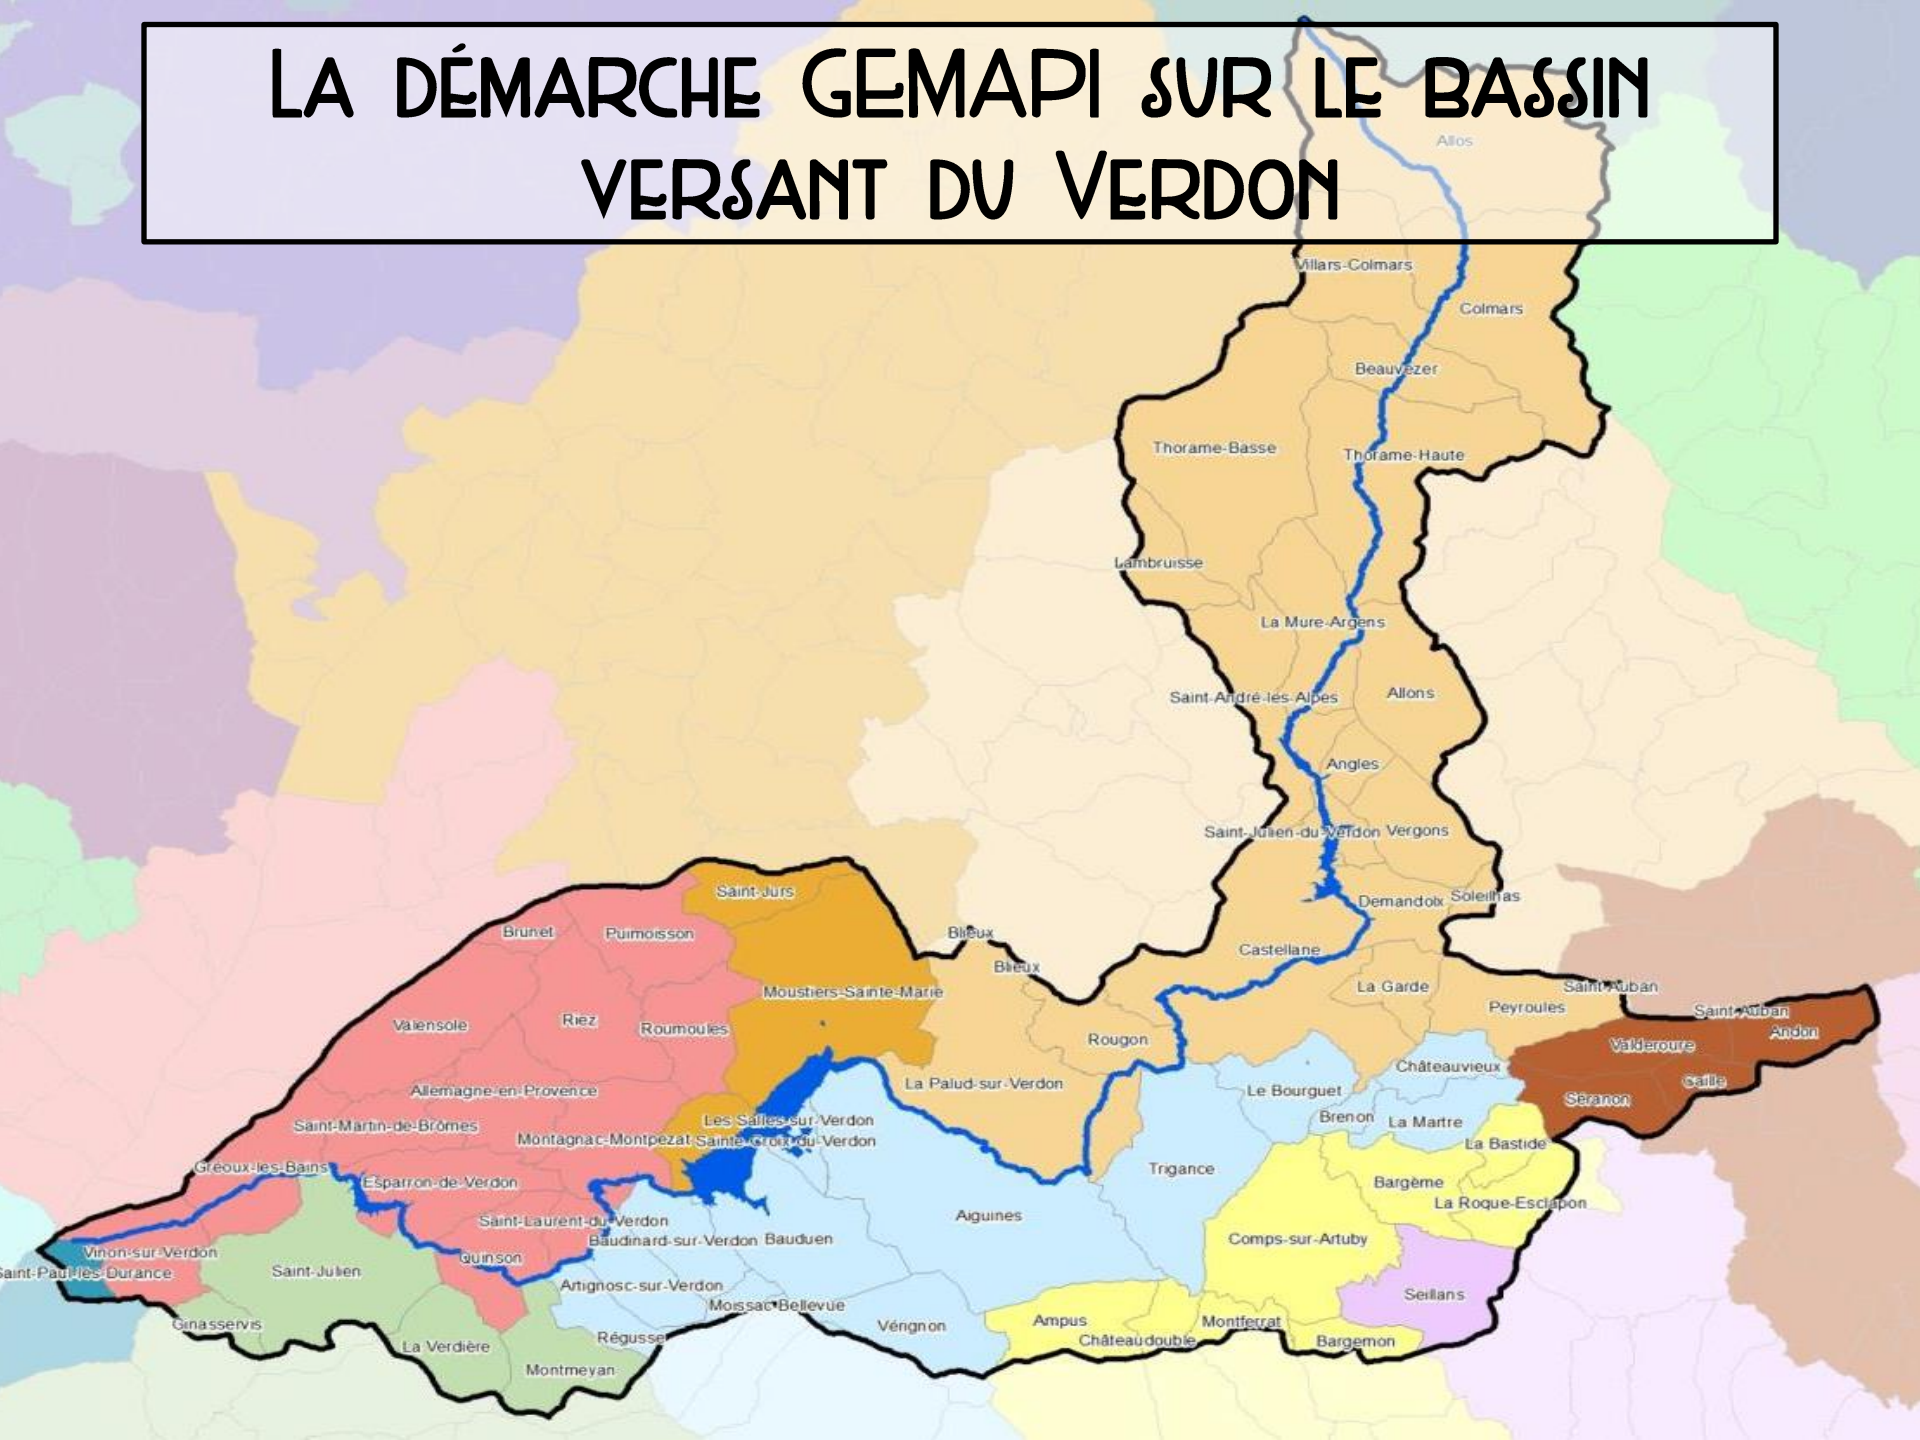 La démarche GEMAPI sur le bassin
versant du Verdon
Allos
Villars-Colmars
Colmars
Beauvezer
Thorame-Basse
Thorame-Haute
Lambruisse
La Mure-Argens
Saint-André-les-Alpes
Allons
Angles
Saint-Julien-du-Verdon
Vergons
Saint-Jurs
Demandolx
Soleilhas
Brunet
Puimoisson
Blieux
Castellane
Blieux
La Garde
Saint-Auban
Moustiers-Sainte-Marie
Peyroules
Saint-Auban
Valensole
Riez
Roumoules
Andon
Rougon
Valderoure
Châteauvieux
La Palud-sur-Verdon
Caille
Allemagne-en-Provence
Le Bourguet
Séranon
Les Salles-sur-Verdon
Brenon
La Martre
Saint-Martin-de-Brômes
Montagnac-Montpezat
Sainte-Croix-du-Verdon
La Bastide
Gréoux-les-Bains
Trigance
Esparron-de-Verdon
Bargème
La Roque-Esclapon
Saint-Laurent-du-Verdon
Aiguines
Baudinard-sur-Verdon
Bauduen
Comps-sur-Artuby
Vinon-sur-Verdon
Quinson
Saint-Paul-lès-Durance
Saint-Julien
Artignosc-sur-Verdon
Seillans
Moissac-Bellevue
Ginasservis
Vérignon
Ampus
Montferrat
Régusse
Châteaudouble
Bargemon
La Verdière
Montmeyan